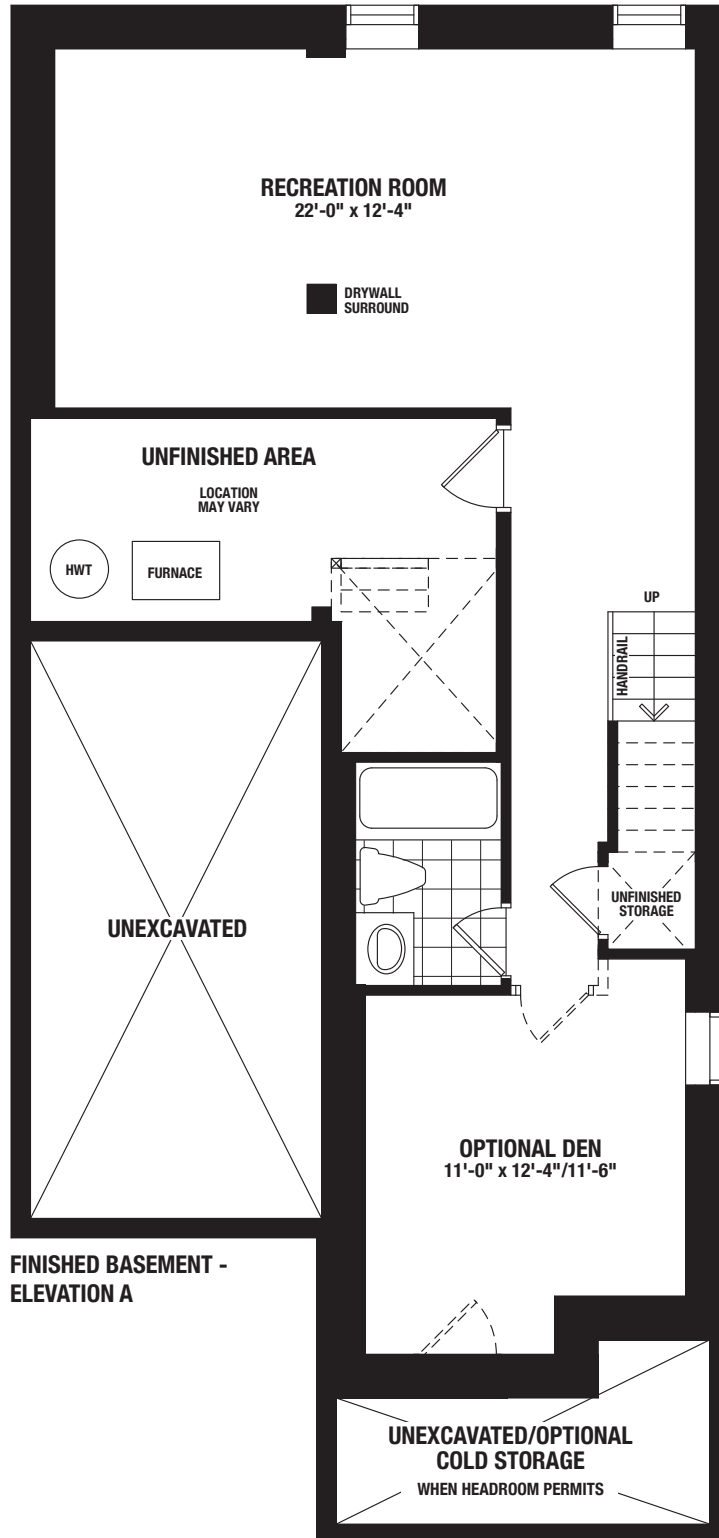 RECREATION ROOM
22'-0" x 12'-4"
DRYWALL
SURROUND
UNFINISHED AREA
LOCATION
MAY VARY
HWT
FURNACE
UP
HANDRAIL
UNFINISHED
STORAGE
UNEXCAVATED
OPTIONAL DEN
11'-0" x 12'-4"/11'-6"
FINISHED BASEMENT -
ELEVATION A
UNEXCAVATED/OPTIONAL
COLD STORAGE
WHEN HEADROOM PERMITS